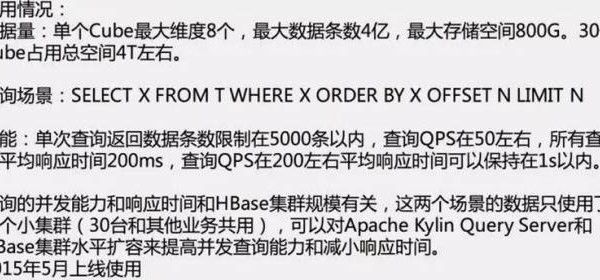 用情况：
据量：单个Cube最大维度8个，最大数据条数4亿，最大存储空间800G。30
ube占用总空间4T左右。
询场景：SELECT X FROM T WHERE X ORDER BY X OFFSET N LIMIT N
能：单次查询返回数据条数限制在5000条以内，查询QPS在50左右，所有查
平均响应时间200ms，查询QPS在200左右平均响应时间可以保持在1s以内。
询的并发能力和响应时间和HBase集群规模有关，这两个场景的数据只使用了
个小集群（30台和其他业务共用），可以对Apache Kylin Query Server和
Base集群水平扩容来提高并发查询能力和减小响应时间。
015年5月上线使用